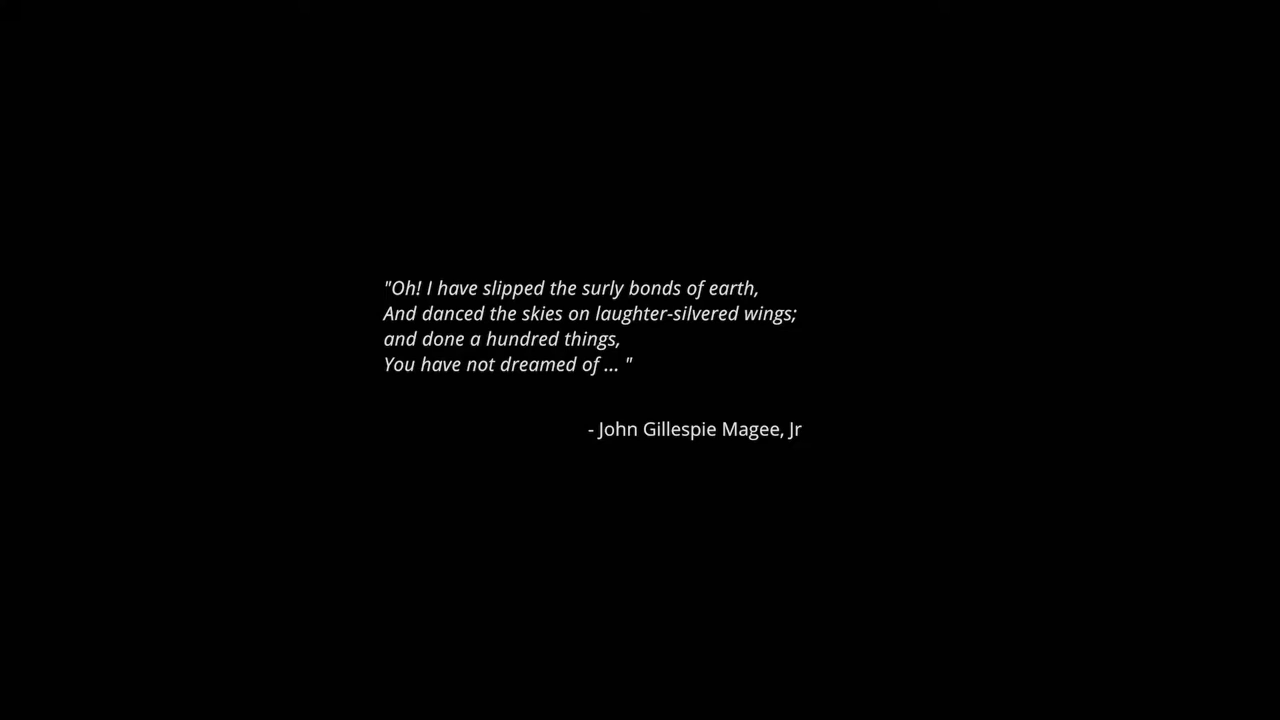 "Oh! I have slipped the surly bonds of earth,
And danced the skies on laughter-silvered wings;
and done a hundred things,
You have not dreamed of ... "
- John Gillespie Magee, Jr